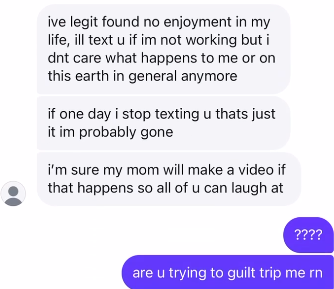 ive legit found no enjoyment in my
life, ill text u if im not working but i
dnt care what happens to me or on
this earth in general anymore
if one day i stop texting u thats just
it im probably gone
i'm sure my mom will make a video if
that happens so all of u can laugh at
????
are u trying to guilt trip me rn